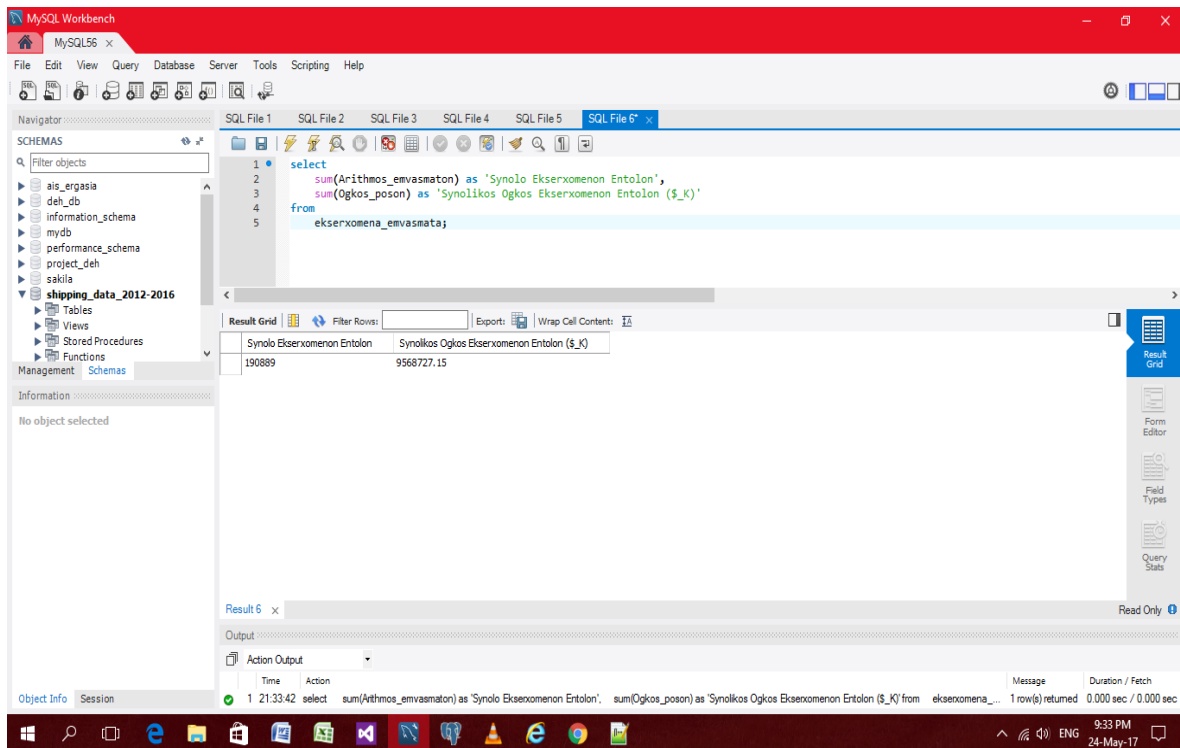 MySQL Workbench
MySQL56 ×
File Edit View Query Database Server Tools Scripting Help
Navigator
SCHEMAS
Filter objects
ais_ergasia
deh_db
information_schema
mydb
performance_schema
project_deh
sakila
shipping_data_2012-2016
Tables
Views
Stored Procedures
Functions
Management Schemas
Information
No object selected
Object Info Session
SQL File 1 SQL File 2 SQL File 3 SQL File 4 SQL File 5 SQL File 6* ×
1 select
2 sum(Arithmos_emvasmaton) as 'Synolo Ekserxomenon Entolon',
3 sum(Ogkos_poson) as 'Synolikos Ogkos Ekserxomenon Entolon ($_K)'
4 from
5 ekserxomena_emvasmata;
Result Grid Filter Rows: Export: Wrap Cell Content:
Synolo Ekserxomenon Entolon Synolikos Ogkos Ekserxomenon Entolon ($_K)
190889 9568727.15
Result Grid
Form Editor
Field Types
Query Stats
Result 6 × Read Only
Output
Action Output
Time Action Message Duration / Fetch
1 21:33:42 select sum(Arithmos_emvasmaton) as 'Synolo Ekserxomenon Entolon', sum(Ogkos_poson) as 'Synolikos Ogkos Ekserxomenon Entolon ($_K)' from ekserxomena_... 1 row(s) returned 0.000 sec / 0.000 sec
ENG 9:33 PM
24-May-17